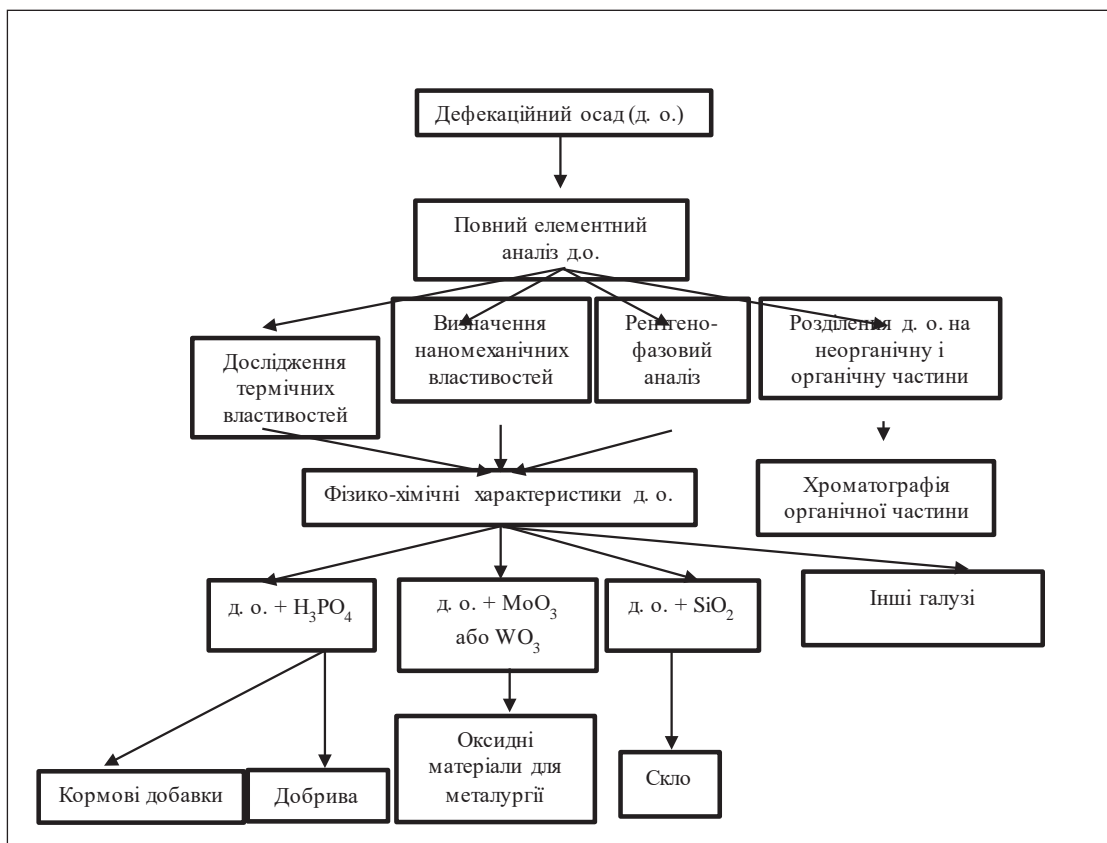 Дефекаційний осад (д. о.)
Повний елементний
аналіз д.о.
Дослідження
термічних
властивостей
Визначення
наномеханічних
властивостей
Рентгено-
фазовий
аналіз
Розділення д. о. на
неорганічну і
органічну частини
Фізико-хімічні характеристики д. о.
Хроматографія
органічної частини
д. о. + H₃PO₄
д. о. + MoO₃
або WO₃
д. о. + SiO₂
Інші галузі
Кормові добавки
Добрива
Оксидні
матеріали для
металургії
Скло